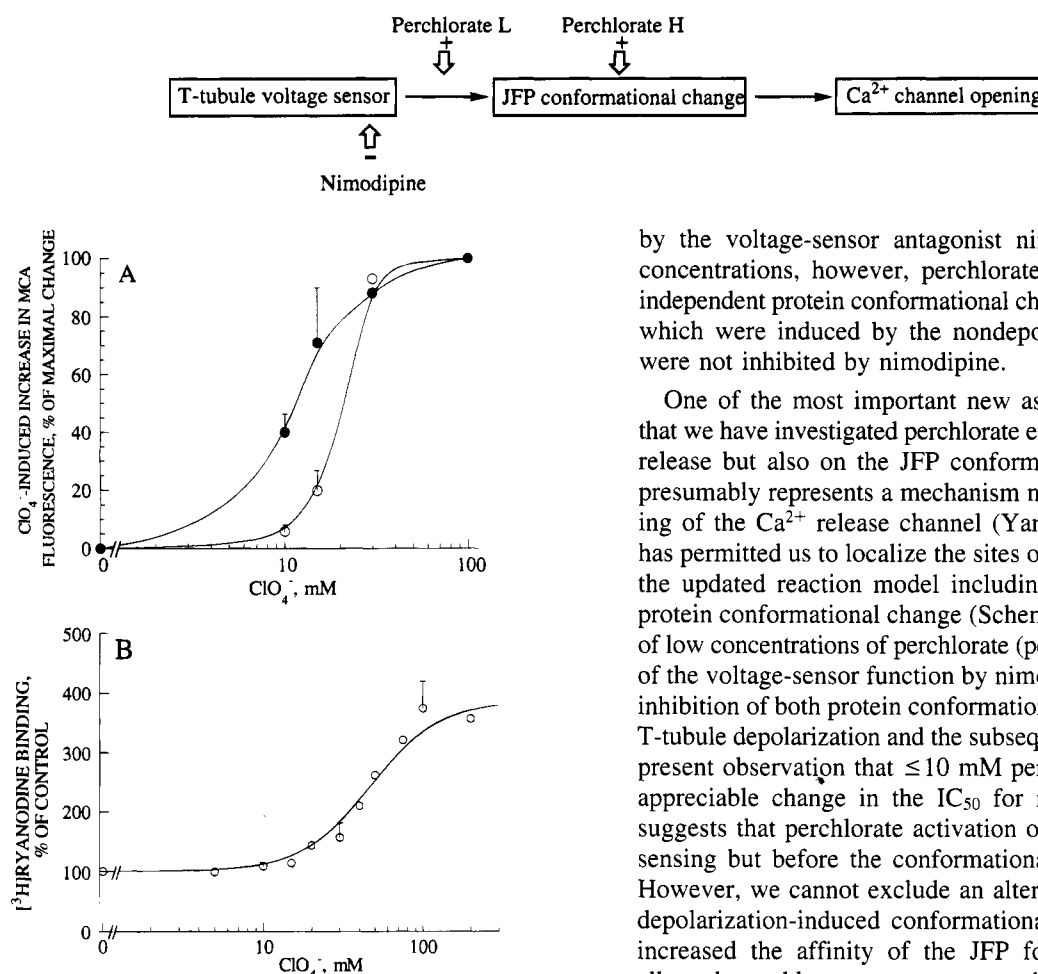 Perchlorate L Perchlorate H
+ +
T-tubule voltage sensor JFP conformational change Ca²⁺ channel opening
−
Nimodipine
A
ClO₄⁻-INDUCED INCREASE IN MCA
FLUORESCENCE, % OF MAXIMAL CHANGE
100
80
60
40
20
0
0 10 100
ClO₄⁻, mM
B
[³H]RYANODINE BINDING,
% OF CONTROL
500
400
300
200
100
0
0 10 100
ClO₄⁻, mM
by the voltage-sensor antagonist ni
concentrations, however, perchlorate
independent protein conformational ch
which were induced by the nondepo
were not inhibited by nimodipine.
One of the most important new as
that we have investigated perchlorate e
release but also on the JFP conform
presumably represents a mechanism n
ing of the Ca²⁺ release channel (Yar
has permitted us to localize the sites o
the updated reaction model including
protein conformational change (Schem
of low concentrations of perchlorate (p
of the voltage-sensor function by nimo
inhibition of both protein conformation
T-tubule depolarization and the subseq
present observation that ≤10 mM per
appreciable change in the IC₅₀ for
suggests that perchlorate activation o
sensing but before the conformationa
However, we cannot exclude an alter
depolarization-induced conformationa
increased the affinity of the JFP fo